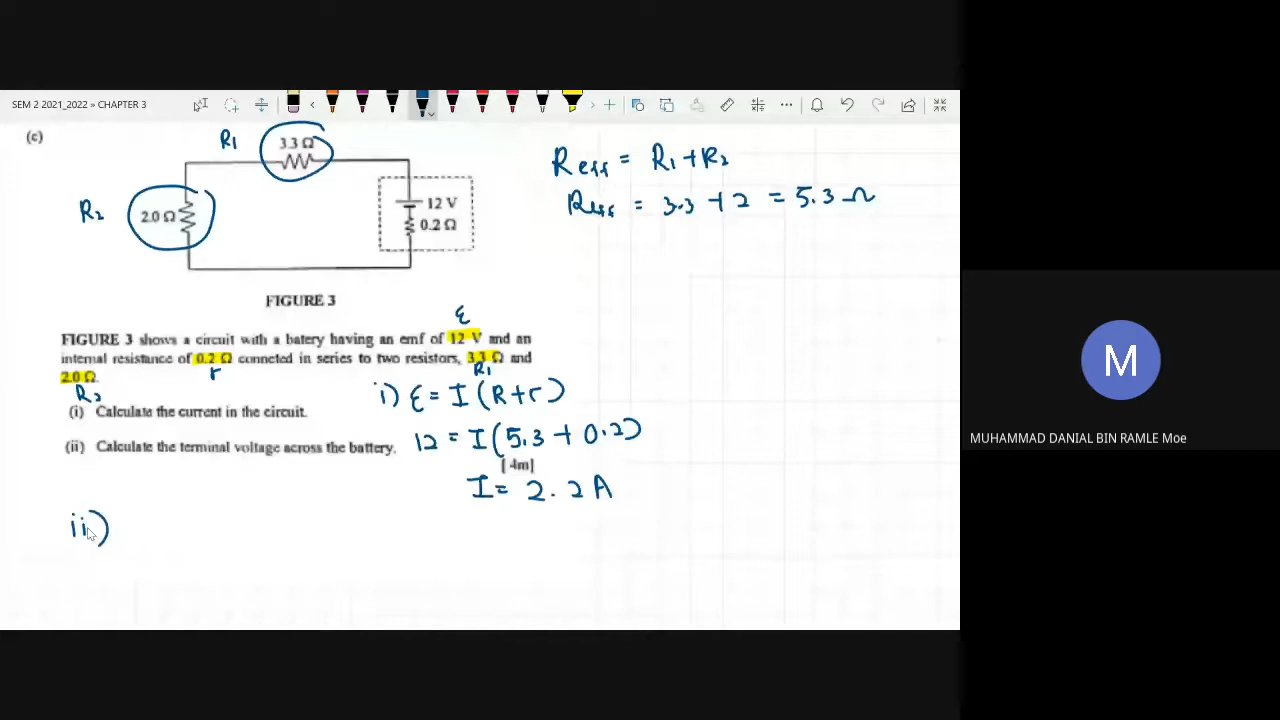 SEM 2 2021_2022 » CHAPTER 3
(c)
R1
3.3 Ω
R2
2.0 Ω
12 V
0.2 Ω
Reff = R1 + R2
Reff = 3.3 + 2 = 5.3 Ω
FIGURE 3
ε
FIGURE 3 shows a circuit with a batery having an emf of 12 V and an
internal resistance of 0.2 Ω conneted in series to two resistors, 3.3 Ω and
r
R1
2.0 Ω.
R2
i) ε = I (R + r)
(i) Calculate the current in the circuit.
12 = I (5.3 + 0.2)
(ii) Calculate the terminal voltage across the battery.
[ 4m]
I = 2.2 A
ii)
M
MUHAMMAD DANIAL BIN RAMLE Moe